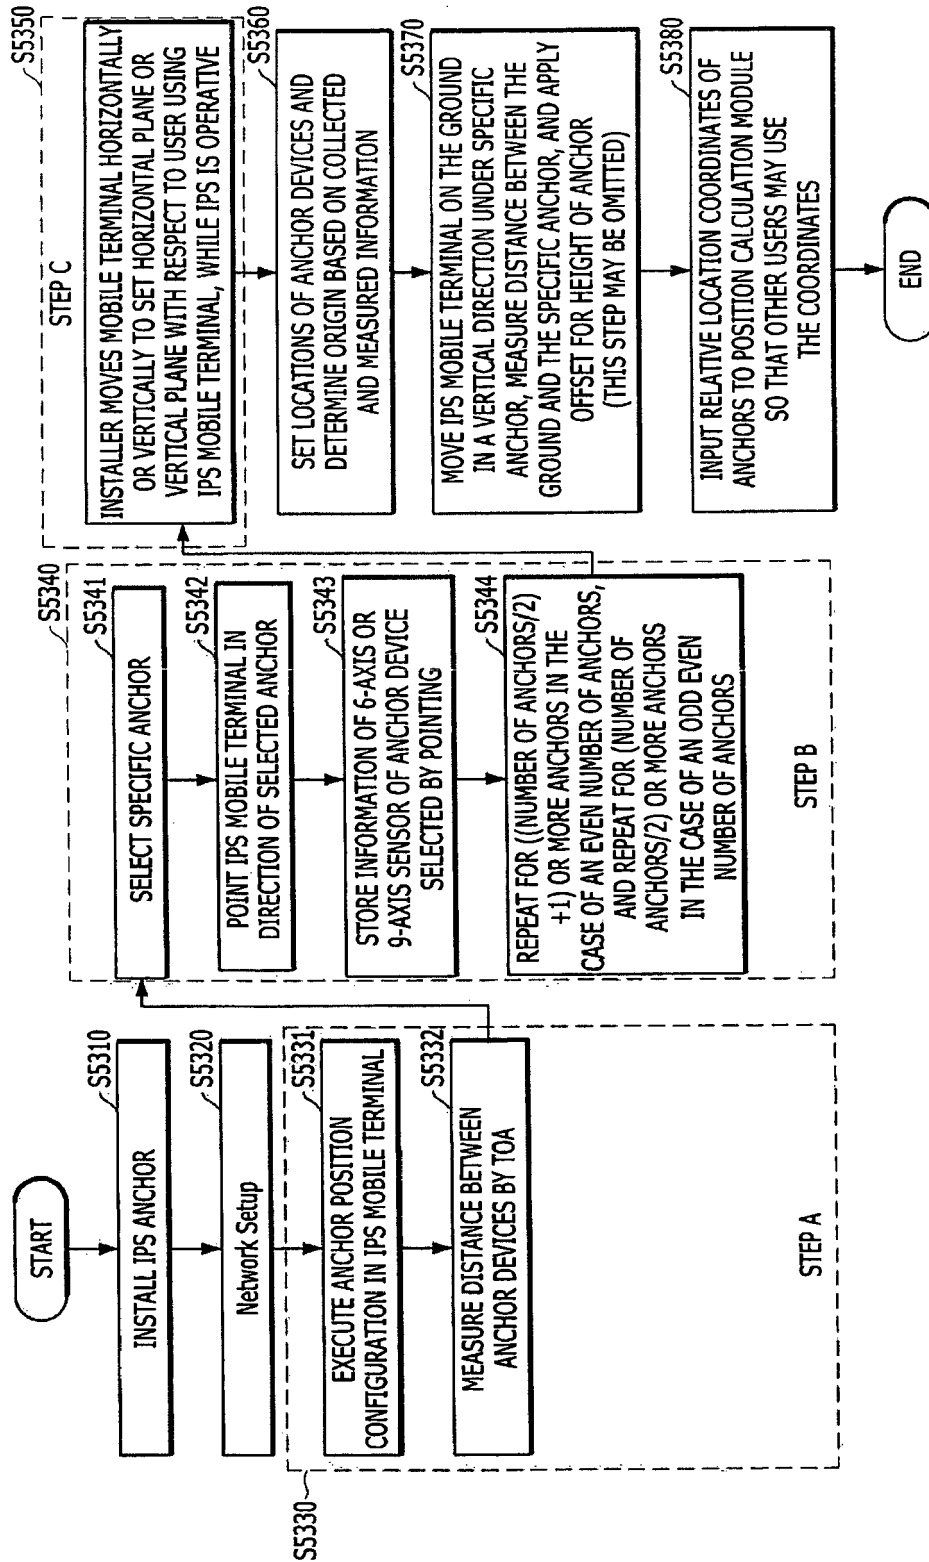 START
S5310
INSTALL IPS ANCHOR
S5320
Network Setup
S5330
S5331
EXECUTE ANCHOR POSITION
CONFIGURATION IN IPS MOBILE TERMINAL
S5332
MEASURE DISTANCE BETWEEN
ANCHOR DEVICES BY TOA
STEP A
S5340
S5341
SELECT SPECIFIC ANCHOR
S5342
POINT IPS MOBILE TERMINAL IN
DIRECTION OF SELECTED ANCHOR
S5343
STORE INFORMATION OF 6-AXIS OR
9-AXIS SENSOR OF ANCHOR DEVICE
SELECTED BY POINTING
S5344
REPEAT FOR ((NUMBER OF ANCHORS/2)
+1) OR MORE ANCHORS IN THE
CASE OF AN EVEN NUMBER OF ANCHORS,
AND REPEAT FOR (NUMBER OF
ANCHORS/2) OR MORE ANCHORS
IN THE CASE OF AN ODD EVEN
NUMBER OF ANCHORS
STEP B
STEP C
S5350
INSTALLER MOVES MOBILE TERMINAL HORIZONTALLY
OR VERTICALLY TO SET HORIZONTAL PLANE OR
VERTICAL PLANE WITH RESPECT TO USER USING
IPS MOBILE TERMINAL, WHILE IPS IS OPERATIVE
S5360
SET LOCATIONS OF ANCHOR DEVICES AND
DETERMINE ORIGIN BASED ON COLLECTED
AND MEASURED INFORMATION
S5370
MOVE IPS MOBILE TERMINAL ON THE GROUND
IN A VERTICAL DIRECTION UNDER SPECIFIC
ANCHOR, MEASURE DISTANCE BETWEEN THE
GROUND AND THE SPECIFIC ANCHOR, AND APPLY
OFFSET FOR HEIGHT OF ANCHOR
(THIS STEP MAY BE OMITTED)
S5380
INPUT RELATIVE LOCATION COORDINATES OF
ANCHORS TO POSITION CALCULATION MODULE
SO THAT OTHER USERS MAY USE
THE COORDINATES
END